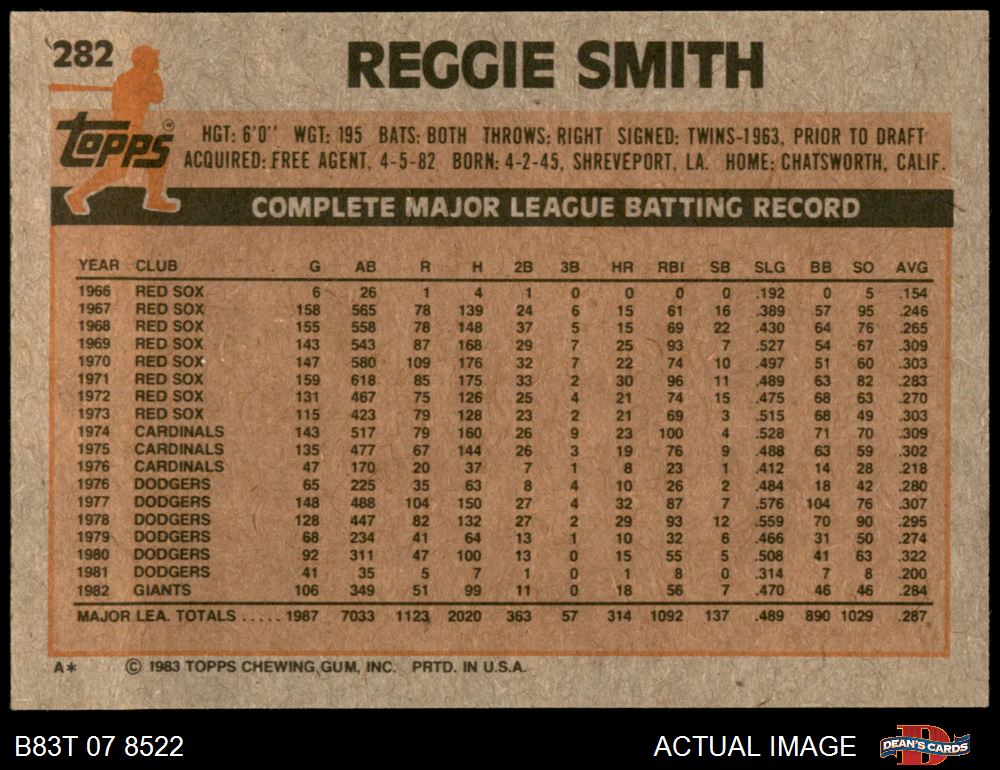 282
REGGIE SMITH
TOPPS®
HGT: 6'0" WGT: 195 BATS: BOTH THROWS: RIGHT SIGNED: TWINS-1963, PRIOR TO DRAFT
ACQUIRED: FREE AGENT, 4-5-82 BORN: 4-2-45, SHREVEPORT, LA. HOME: CHATSWORTH, CALIF.
COMPLETE MAJOR LEAGUE BATTING RECORD
YEAR CLUB G AB R H 2B 3B HR RBI SB SLG BB SO AVG
1966 RED SOX 6 26 1 4 1 0 0 0 0 .192 0 5 .154
1967 RED SOX 158 565 78 139 24 6 15 61 16 .389 57 95 .246
1968 RED SOX 155 558 78 148 37 5 15 69 22 .430 64 76 .265
1969 RED SOX 143 543 87 168 29 7 25 93 7 .527 54 67 .309
1970 RED SOX 147 580 109 176 32 7 22 74 10 .497 51 60 .303
1971 RED SOX 159 618 85 175 33 2 30 96 11 .489 63 82 .283
1972 RED SOX 131 467 75 126 25 4 21 74 15 .475 68 63 .270
1973 RED SOX 115 423 79 128 23 2 21 69 3 .515 68 49 .303
1974 CARDINALS 143 517 79 160 26 9 23 100 4 .528 71 70 .309
1975 CARDINALS 135 477 67 144 26 3 19 76 9 .488 63 59 .302
1976 CARDINALS 47 170 20 37 7 1 8 23 1 .412 14 28 .218
1976 DODGERS 65 225 35 63 8 4 10 26 2 .484 18 42 .280
1977 DODGERS 148 488 104 150 27 4 32 87 7 .576 104 76 .307
1978 DODGERS 128 447 82 132 27 2 29 93 12 .559 70 90 .295
1979 DODGERS 68 234 41 64 13 1 10 32 6 .466 31 50 .274
1980 DODGERS 92 311 47 100 13 0 15 55 5 .508 41 63 .322
1981 DODGERS 41 35 5 7 1 0 1 8 0 .314 7 8 .200
1982 GIANTS 106 349 51 99 11 0 18 56 7 .470 46 46 .284
MAJOR LEA. TOTALS ..... 1987 7033 1123 2020 363 57 314 1092 137 .489 890 1029 .287
A* © 1983 TOPPS CHEWING GUM, INC. PRTD. IN U.S.A.
B83T 07 8522 ACTUAL IMAGE D DEAN'S CARDS